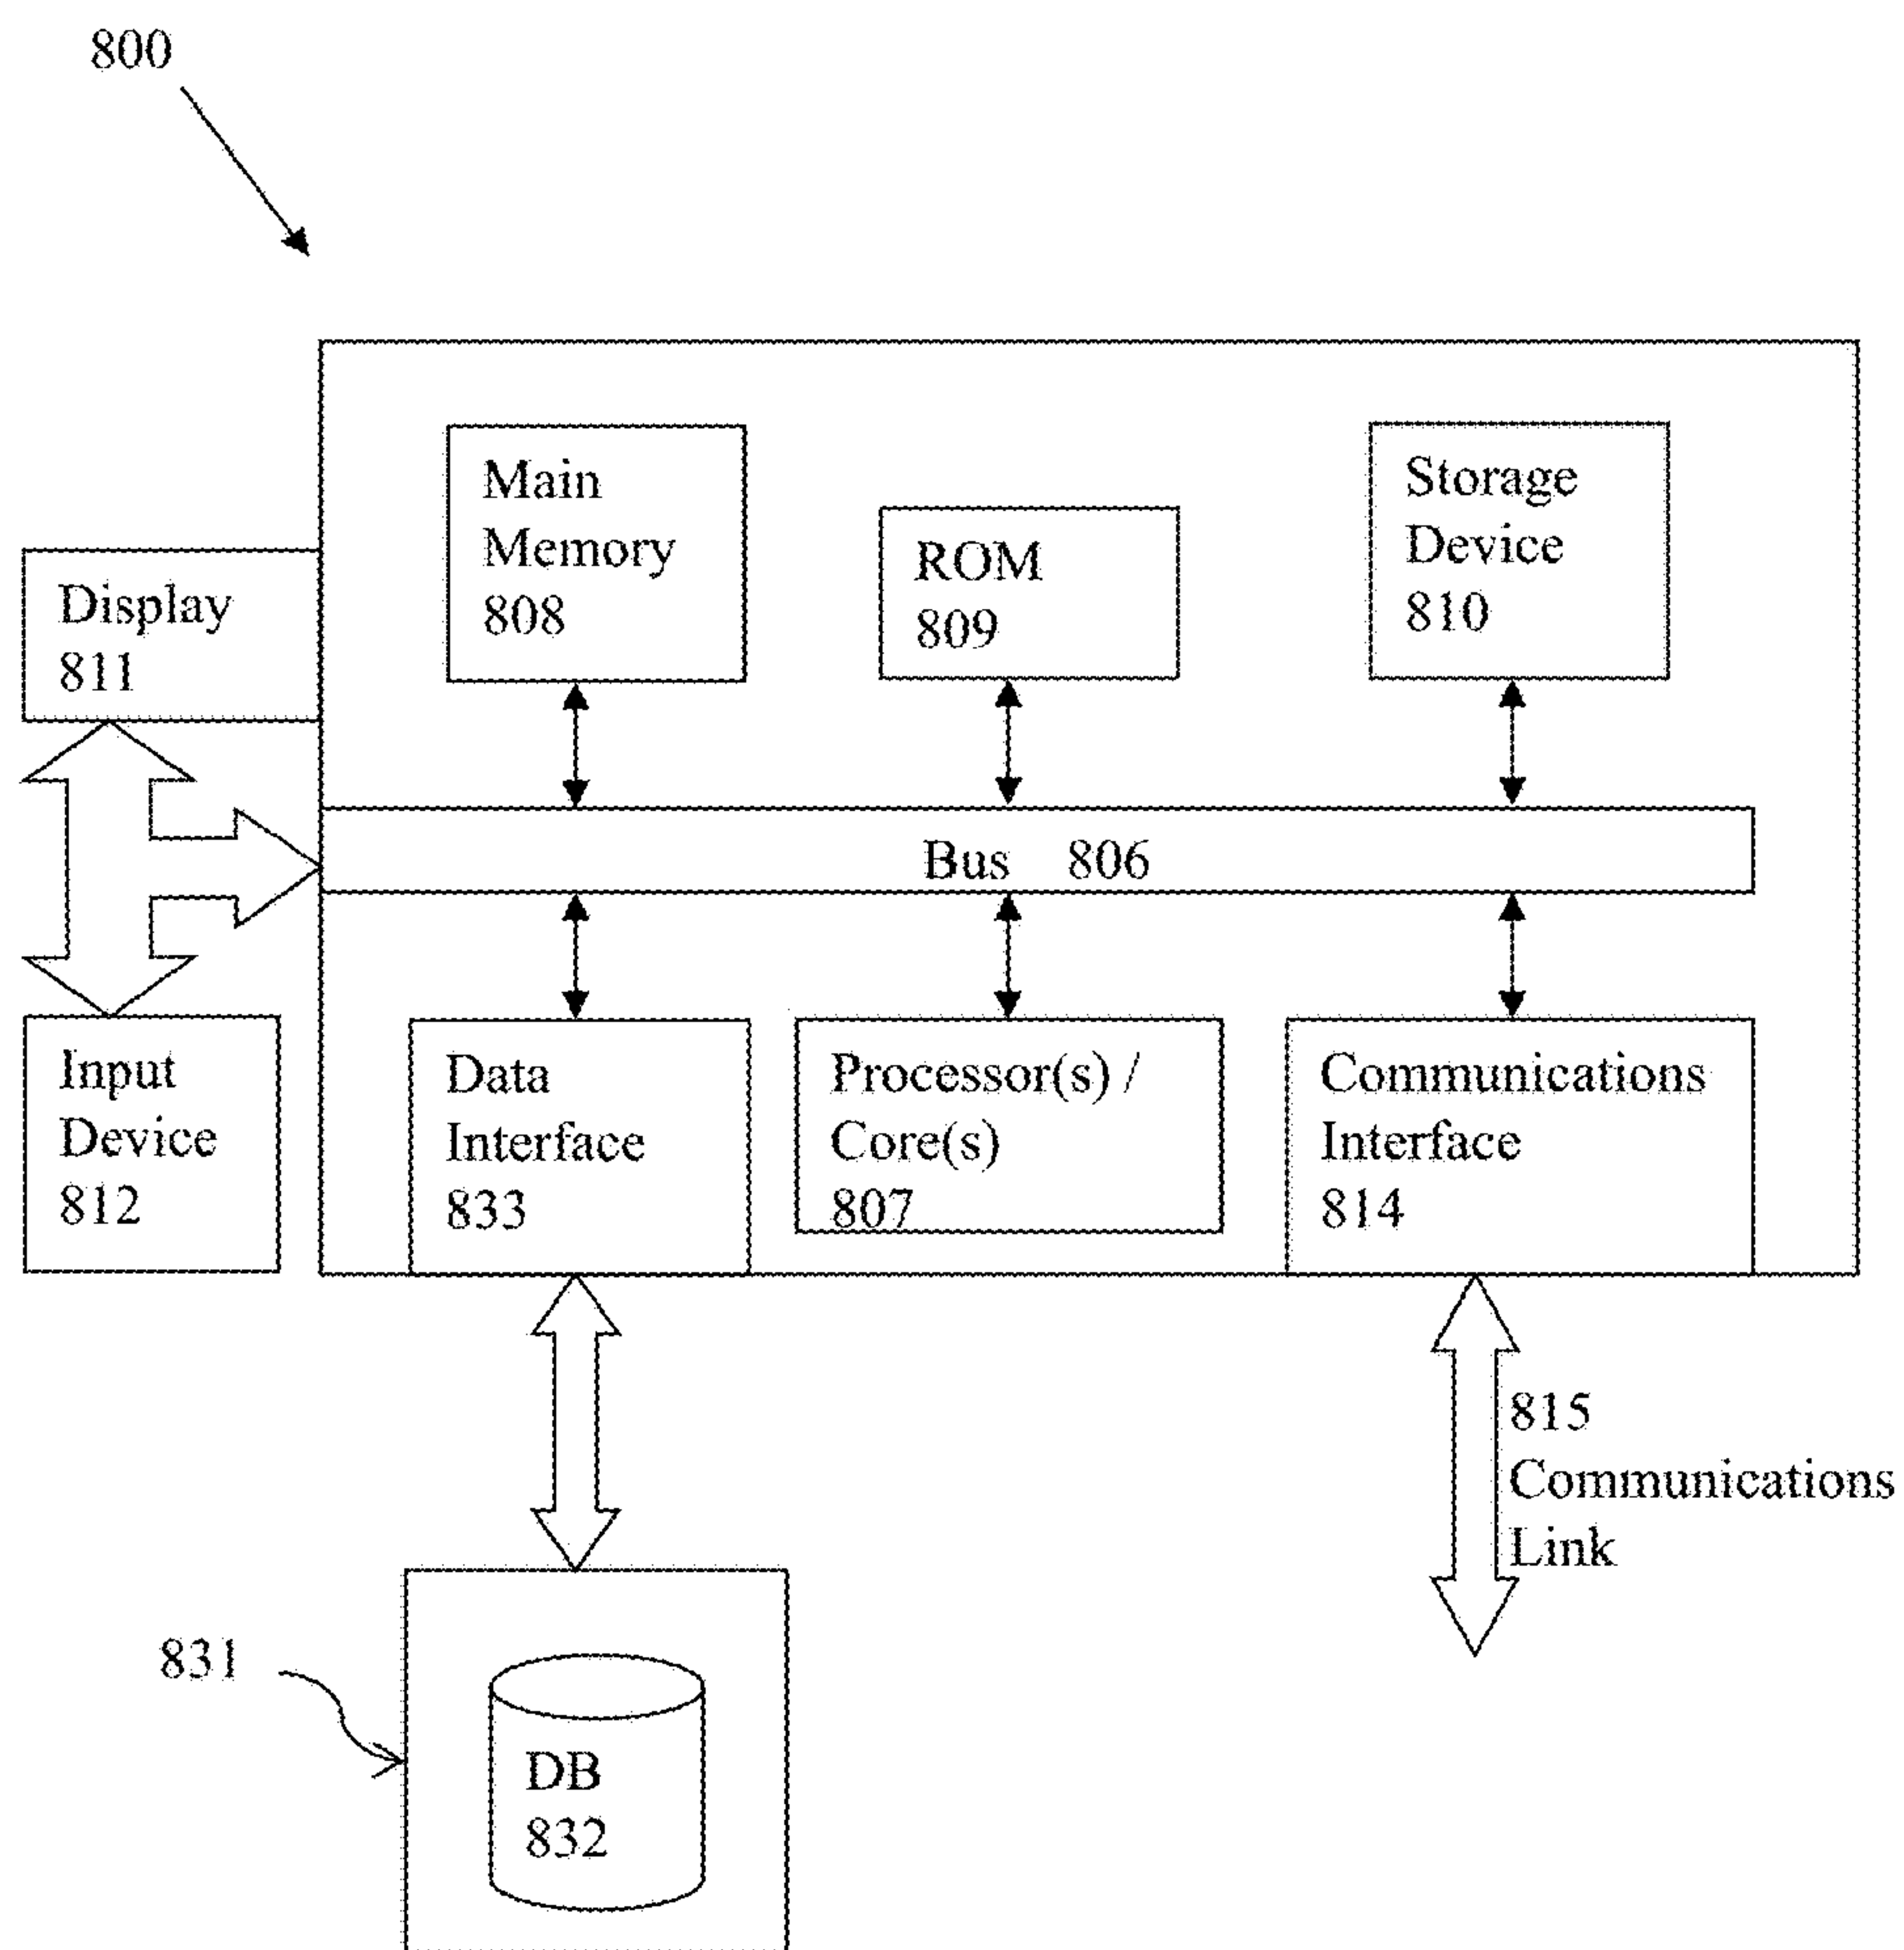 800
Main
Memory
808
ROM
809
Storage
Device
810
Display
811
Bus 806
Input
Device
812
Data
Interface
833
Processor(s) /
Core(s)
807
Communications
Interface
814
815
Communications
Link
831
DB
832